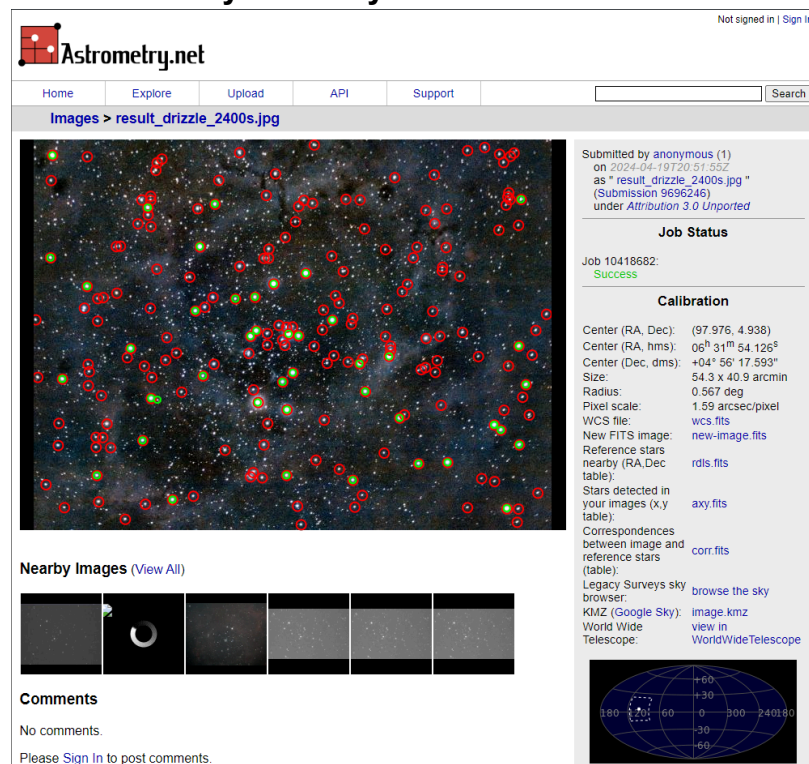 Not signed in | Sign In
Astrometry.net
Home Explore Upload API Support Search
Images > result_drizzle_2400s.jpg
Submitted by anonymous (1)
on 2024-04-19T20:51:55Z
as " result_drizzle_2400s.jpg "
(Submission 9696246)
under Attribution 3.0 Unported
Job Status
Job 10418682:
Success
Calibration
Center (RA, Dec): (97.976, 4.938)
Center (RA, hms): 06h 31m 54.126s
Center (Dec, dms): +04° 56' 17.593"
Size: 54.3 x 40.9 arcmin
Radius: 0.567 deg
Pixel scale: 1.59 arcsec/pixel
WCS file: wcs.fits
New FITS image: new-image.fits
Reference stars
nearby (RA,Dec rdls.fits
table):
Stars detected in
your images (x,y axy.fits
table):
Correspondences
between image and
reference stars corr.fits
(table):
Legacy Surveys sky
browser: browse the sky
KMZ (Google Sky): image.kmz
World Wide view in
Telescope: WorldWideTelescope
+60
+30
180 120 60 0 300 240 180
-30
-60
Nearby Images (View All)
Comments
No comments.
Please Sign In to post comments.